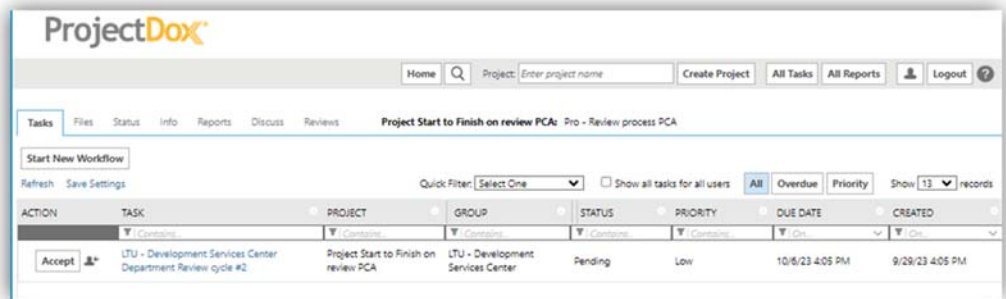 ProjectDox
Home Project: Enter project name Create Project All Tasks All Reports Logout ?
Tasks Files Status Info Reports Discuss Reviews Project Start to Finish on review PCA: Pro - Review process PCA
Start New Workflow
Refresh Save Settings Quick Filter: Select One Show all tasks for all users All Overdue Priority Show 13 records
ACTION TASK PROJECT GROUP STATUS PRIORITY DUE DATE CREATED
Contains... Contains... Contains... Contains... Contains... On... On...
Accept LTU - Development Services Center Project Start to Finish on LTU - Development Pending Low 10/6/23 4:05 PM 9/29/23 4:05 PM
Department Review cycle #2 review PCA Services Center